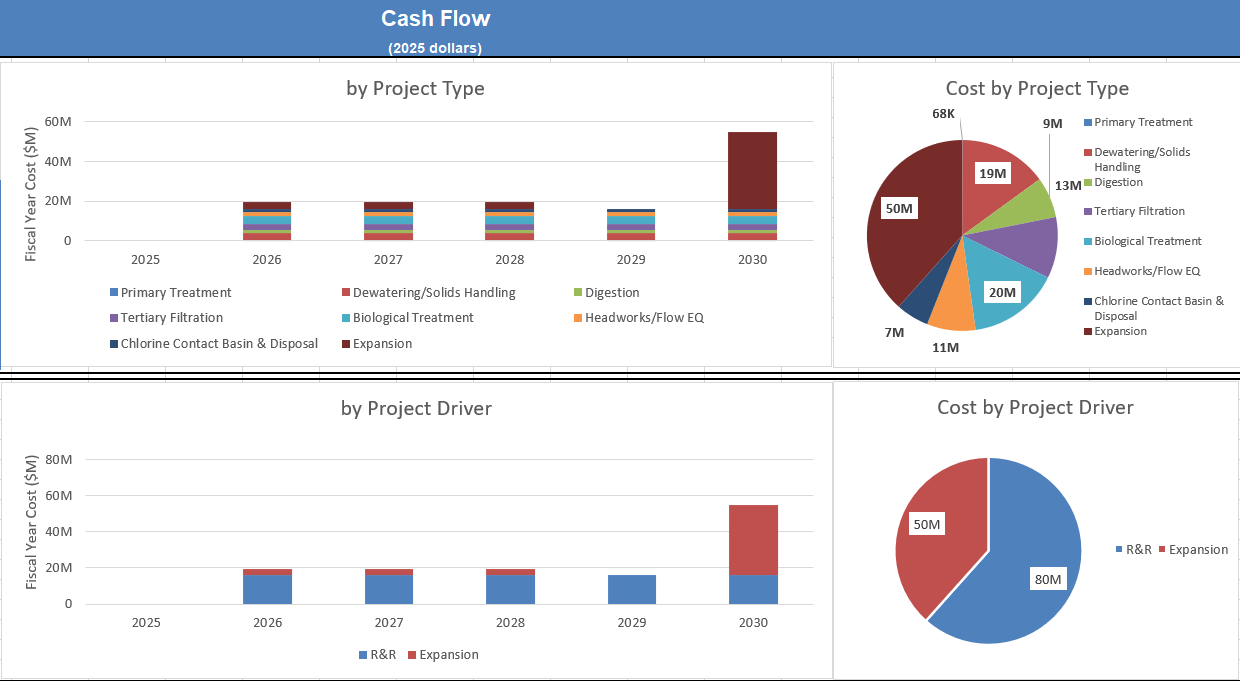 Cash Flow
(2025 dollars)
by Project Type
Fiscal Year Cost ($M)
60M
40M
20M
0
2025 2026 2027 2028 2029 2030
Primary Treatment Dewatering/Solids Handling Digestion
Tertiary Filtration Biological Treatment Headworks/Flow EQ
Chlorine Contact Basin & Disposal Expansion
Cost by Project Type
68K
9M
19M
13M
50M
20M
7M
11M
Primary Treatment
Dewatering/Solids
Handling
Digestion
Tertiary Filtration
Biological Treatment
Headworks/Flow EQ
Chlorine Contact Basin &
Disposal
Expansion
by Project Driver
Fiscal Year Cost ($M)
80M
60M
40M
20M
0
2025 2026 2027 2028 2029 2030
R&R Expansion
Cost by Project Driver
50M
80M
R&R Expansion